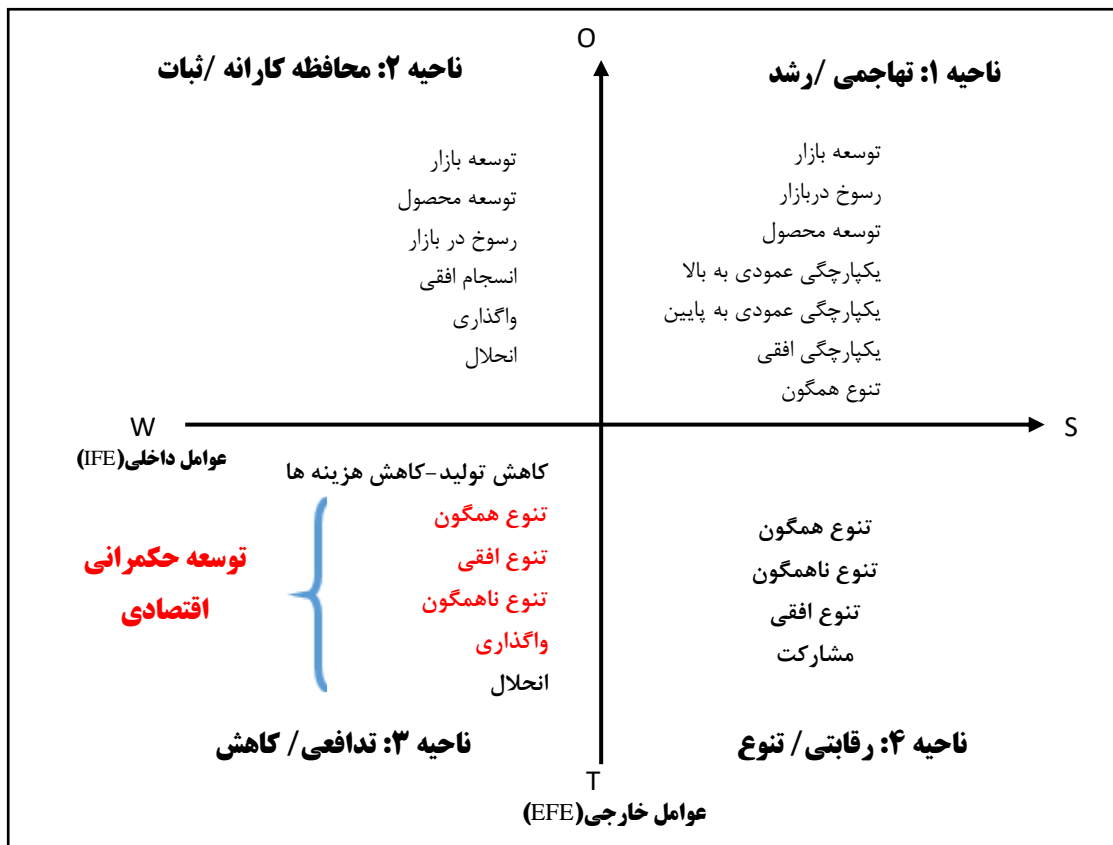 O
ناحیه ۱: تهاجمی /رشد
توسعه بازار
رسوخ دربازار
توسعه محصول
یکپارچگی عمودی به بالا
یکپارچگی عمودی به پایین
یکپارچگی افقی
تنوع همگون
ناحیه ۲: محافظه کارانه /ثبات
توسعه بازار
توسعه محصول
رسوخ در بازار
انسجام افقی
واگذاری
انحلال
S
W
عوامل داخلی(IFE)
کاهش تولید-کاهش هزینه ها
تنوع همگون
تنوع افقی
تنوع ناهمگون
واگذاری
انحلال
توسعه حکمرانی
اقتصادی
ناحیه ۳: تدافعی/ کاهش
تنوع همگون
تنوع ناهمگون
تنوع افقی
مشارکت
ناحیه ۴: رقابتی/ تنوع
T
عوامل خارجی(EFE)